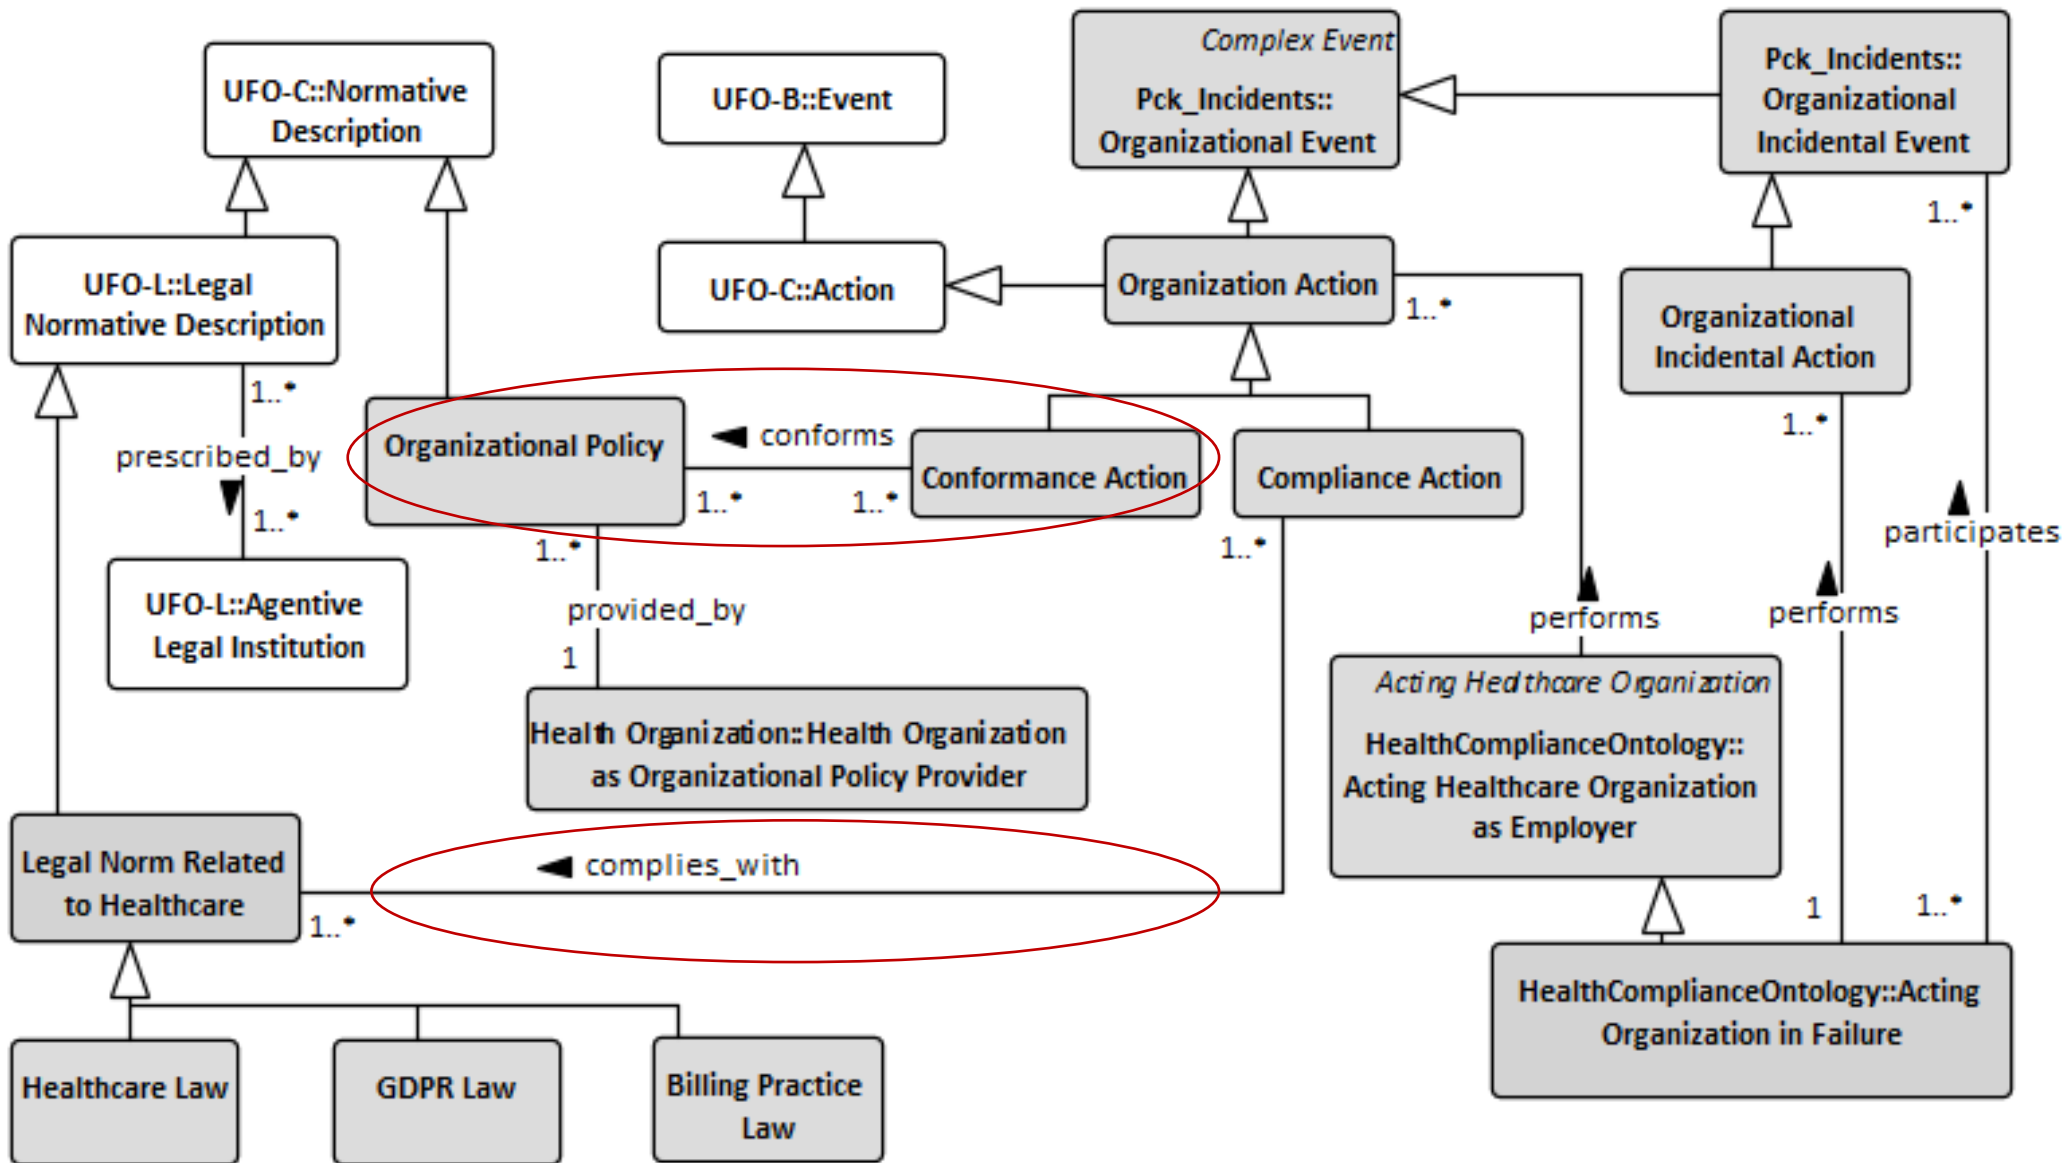 Complex Event
Pck_Incidents::
Organizational Event
Pck_Incidents::
Organizational
Incidental Event
UFO-C::Normative
Description
UFO-B::Event
1..*
UFO-L::Legal
Normative Description
UFO-C::Action
Organization Action
1..*
Organizational
Incidental Action
1..*
prescribed_by
1..*
Organizational Policy
conforms
1..*
1..*
Conformance Action
Compliance Action
1..*
participates
UFO-L::Agentive
Legal Institution
1..*
provided_by
1
1..*
performs
performs
Health Organization::Health Organization
as Organizational Policy Provider
Acting Healthcare Organization
HealthComplianceOntology::
Acting Healthcare Organization
as Employer
Legal Norm Related
to Healthcare
1..*
complies_with
1
1..*
HealthComplianceOntology::Acting
Organization in Failure
Healthcare Law
GDPR Law
Billing Practice
Law